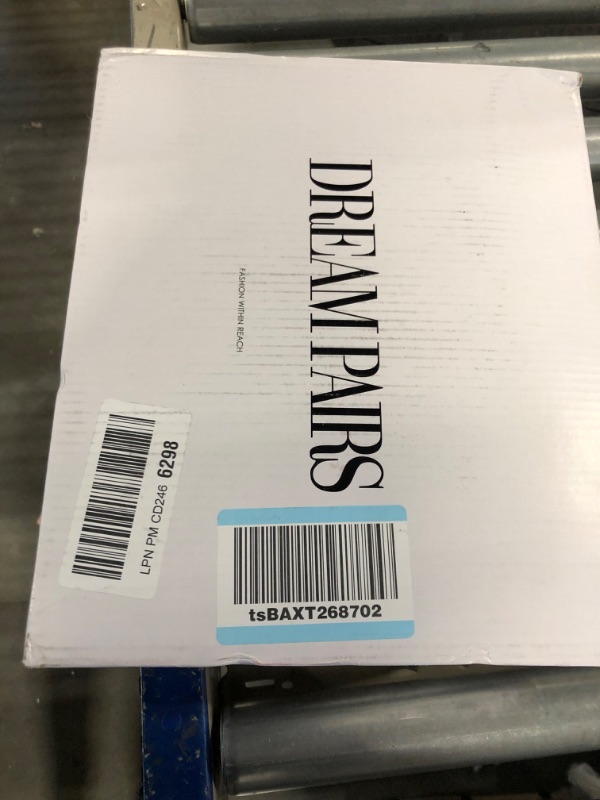 DREAM PAIRS
FASHION WITHIN REACH
LPN PM CD246 6298
tsBAXT268702